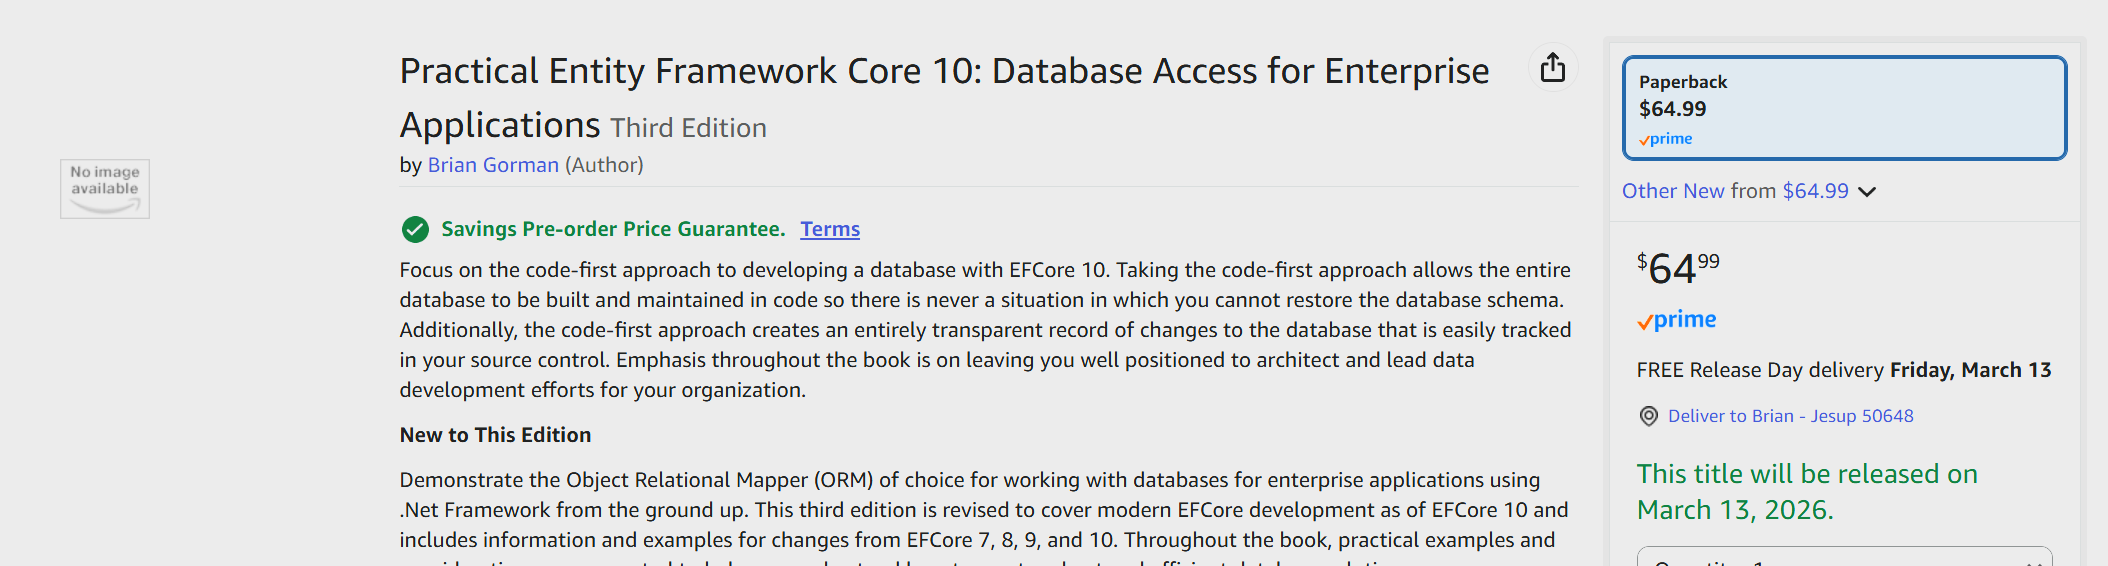 No image
available
Practical Entity Framework Core 10: Database Access for Enterprise
Applications Third Edition
by Brian Gorman (Author)
Savings Pre-order Price Guarantee. Terms
Focus on the code-first approach to developing a database with EFCore 10. Taking the code-first approach allows the entire
database to be built and maintained in code so there is never a situation in which you cannot restore the database schema.
Additionally, the code-first approach creates an entirely transparent record of changes to the database that is easily tracked
in your source control. Emphasis throughout the book is on leaving you well positioned to architect and lead data
development efforts for your organization.
New to This Edition
Demonstrate the Object Relational Mapper (ORM) of choice for working with databases for enterprise applications using
.Net Framework from the ground up. This third edition is revised to cover modern EFCore development as of EFCore 10 and
includes information and examples for changes from EFCore 7, 8, 9, and 10. Throughout the book, practical examples and
Paperback
$64.99
prime
Other New from $64.99
$6499
prime
FREE Release Day delivery Friday, March 13
Deliver to Brian - Jesup 50648
This title will be released on
March 13, 2026.